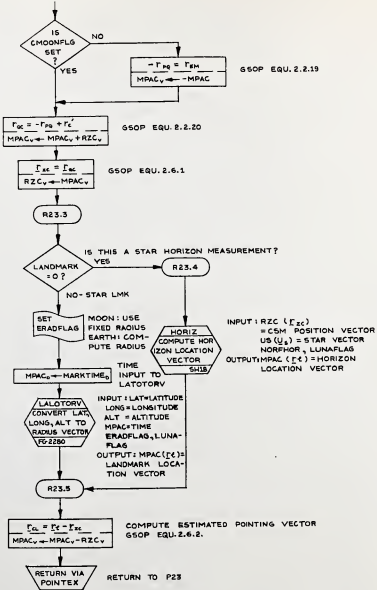 IS
CMOONFLG
SET
?
NO
YES
-r_PQ = r_EM
MPAC_v ← -MPAC
GSOP EQU. 2.2.19
r_QC = -r_PQ + r_C'
MPAC_v ← MPAC_v + RZC_v
GSOP EQU. 2.2.20
r_ZC = r_QC
RZC_v ← MPAC_v
GSOP EQU. 2.6.1
R23.3
IS THIS A STAR HORIZON MEASUREMENT?
LANDMARK
= 0 ?
YES
NO-STAR LMK
R23.4
SET
ERADFLAG
MOON: USE
FIXED RADIUS
EARTH: COM-
PUTE RADIUS
HORIZ
COMPUTE HOR
IZON LOCATION
VECTOR
SH18
INPUT: RZC (r_ZC)
= CSM POSITION VECTOR
US (u_s) = STAR VECTOR
NORFHOR, LUNAFLAG
OUTPUT: MPAC (rℓ) = HORIZON
LOCATION VECTOR
MPAC_D ← MARKTIME_D
TIME
INPUT TO
LATOTORV
LALOTORV
CONVERT LAT,
LONG, ALT TO
RADIUS VECTOR
FC-2280
INPUT: LAT=LATITUDE
LONG = LONGITUDE
ALT = ALTITUDE
MPAC=TIME
ERADFLAG, LUNA-
FLAG
OUTPUT: MPAC (rℓ)=
LANDMARK LOCA-
TION VECTOR
R23.5
r_CL = rℓ - r_ZC
MPAC_v ← MPAC_v - RZC_v
COMPUTE ESTIMATED POINTING VECTOR
GSOP EQU. 2.6.2.
RETURN VIA
POINTEX
RETURN TO P23